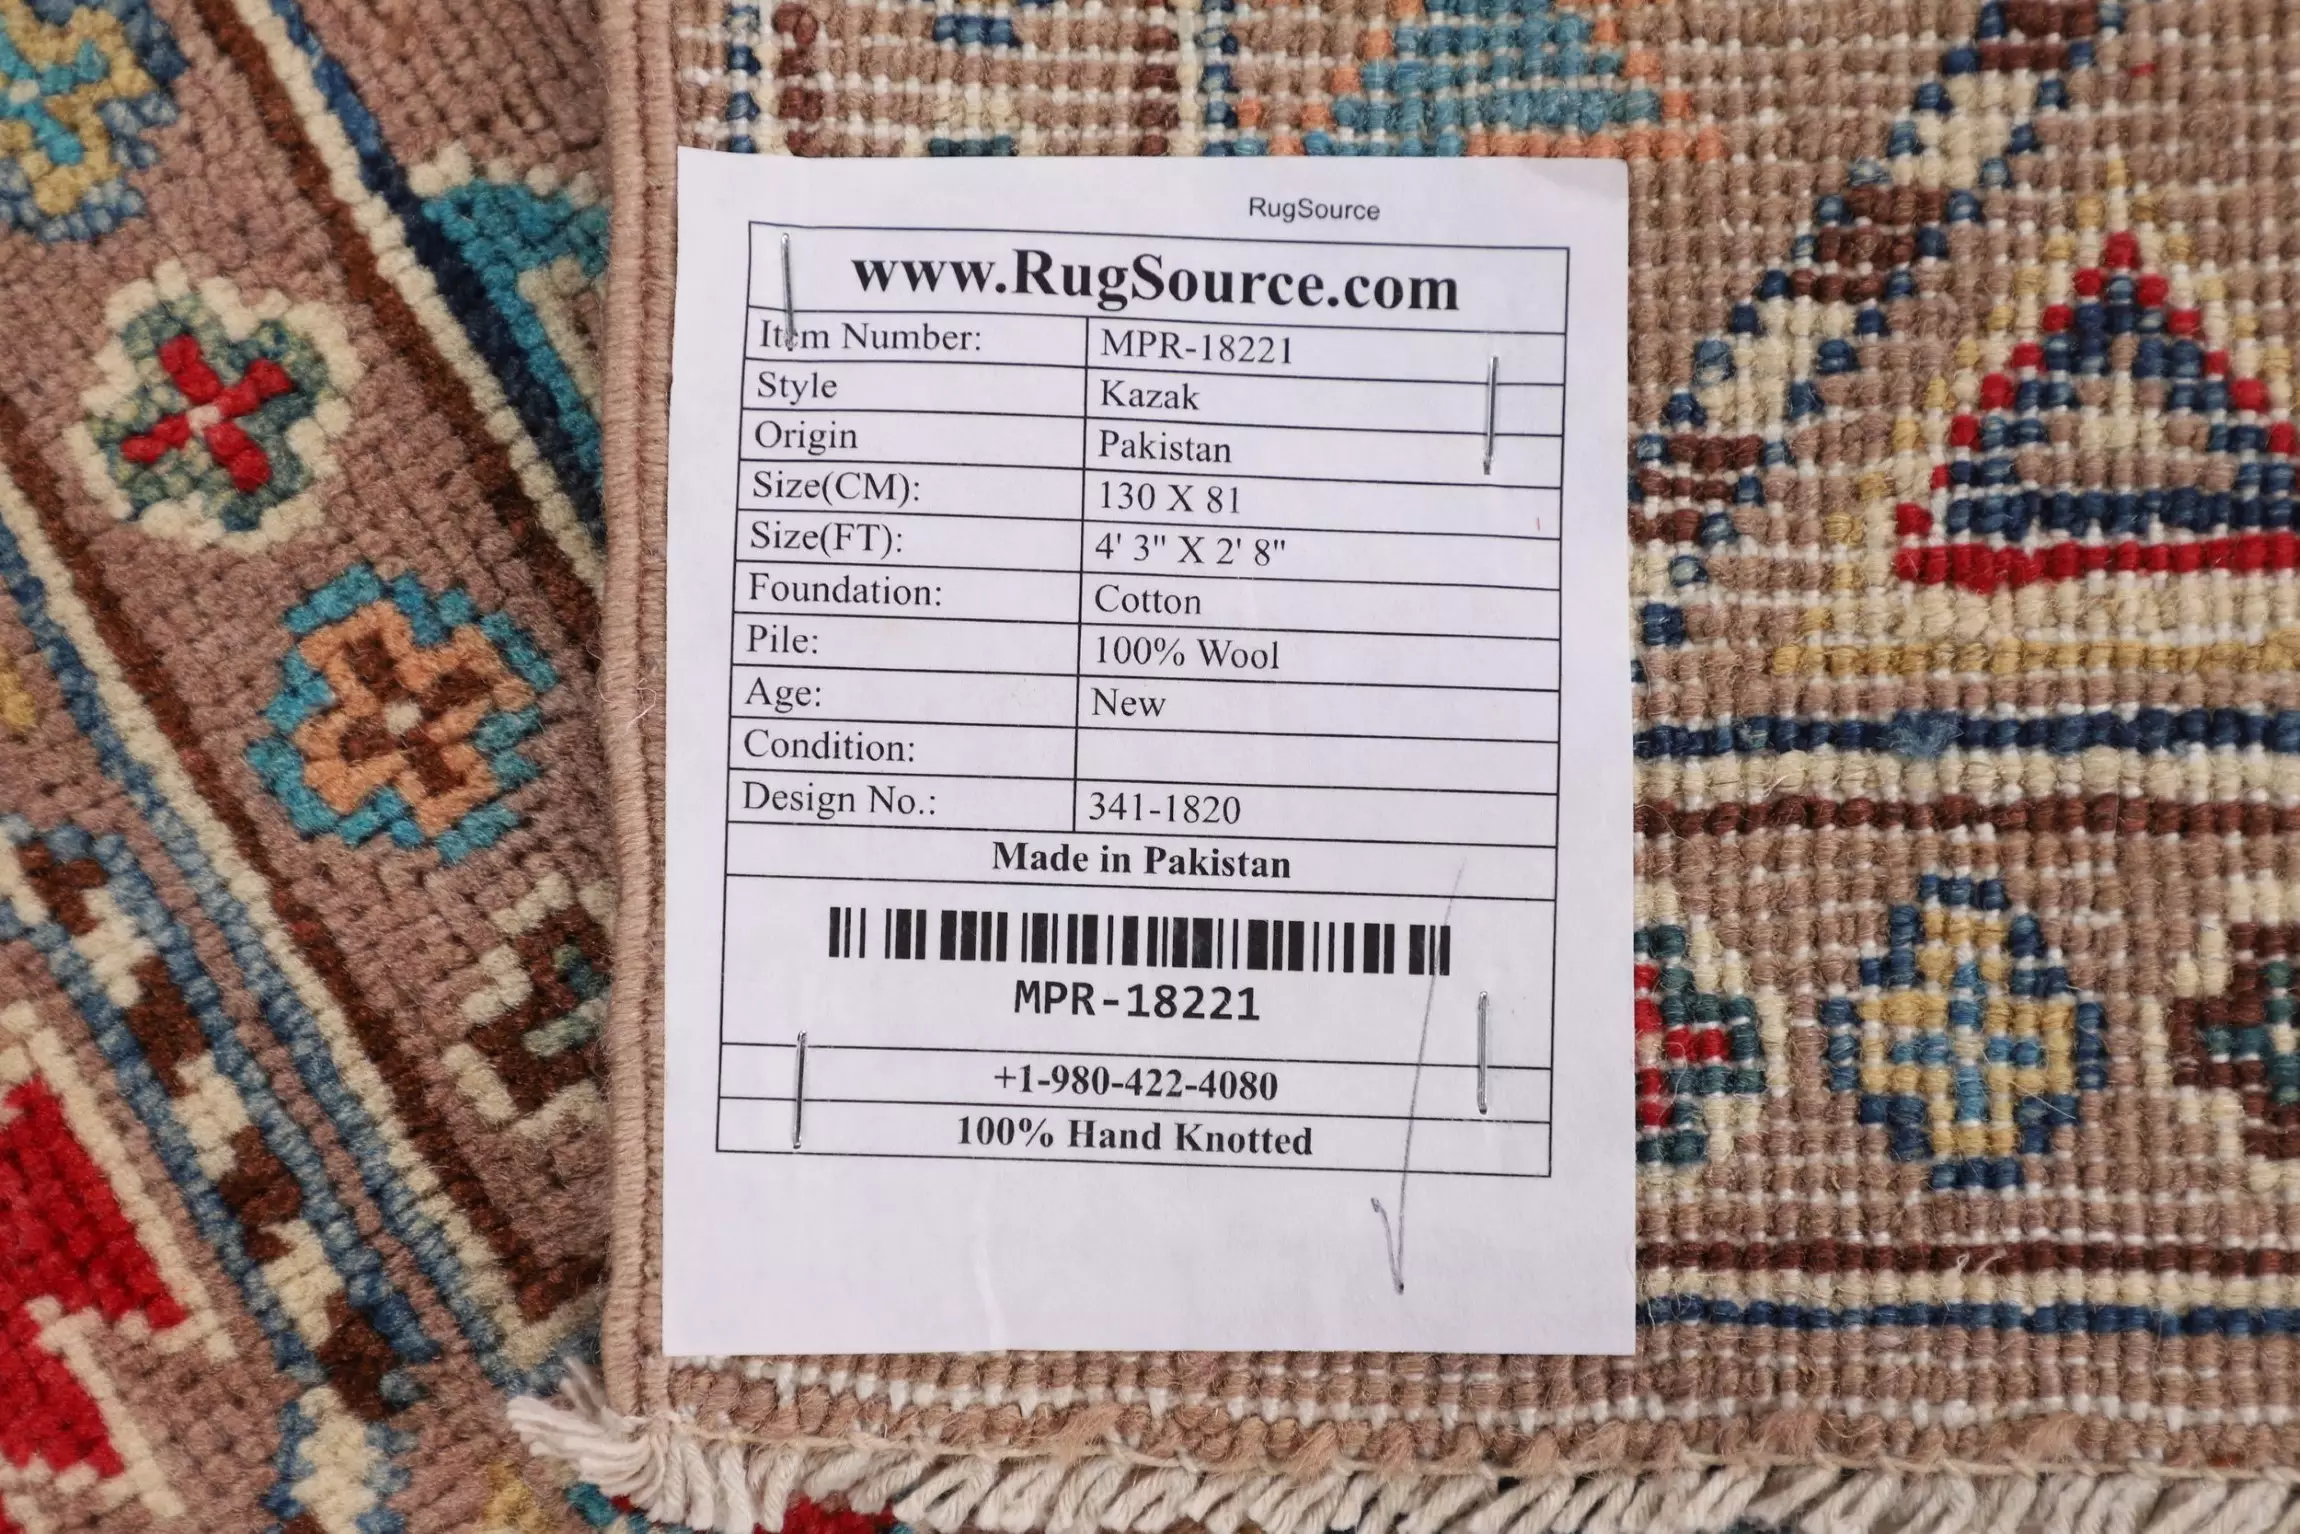 RugSource
www.RugSource.com
Item Number: MPR-18221
Style Kazak
Origin Pakistan
Size(CM): 130 X 81
Size(FT): 4' 3" X 2' 8"
Foundation: Cotton
Pile: 100% Wool
Age: New
Condition:
Design No.: 341-1820
Made in Pakistan
MPR-18221
+1-980-422-4080
100% Hand Knotted